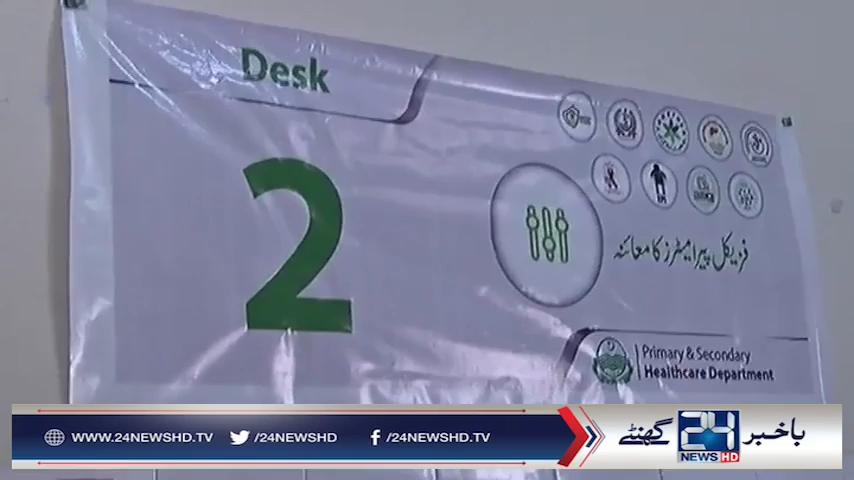 Desk
2
فزیکل پیرامیٹرز کا معائنہ
Primary & Secondary
Healthcare Department
WWW.24NEWSHD.TV
/24NEWSHD
/24NEWSHD.TV
باخبر 24 گھنٹے
NEWS HD